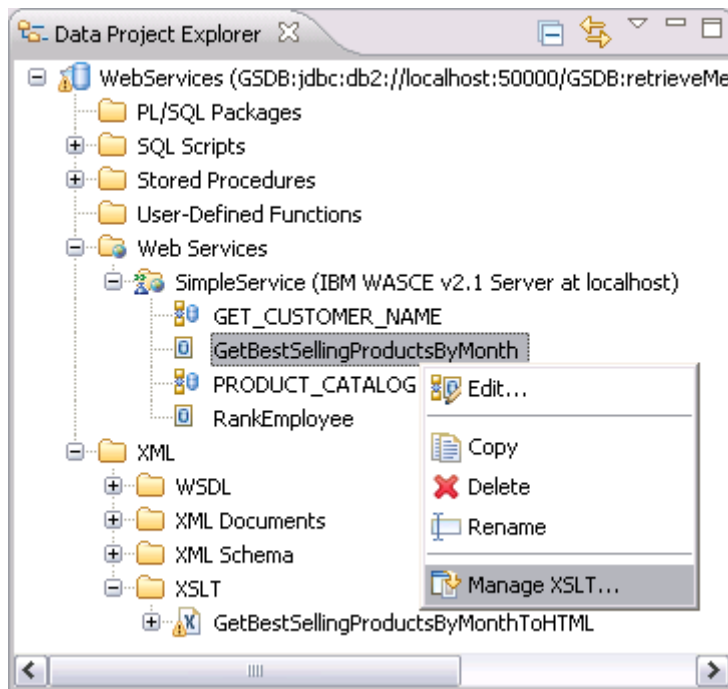 Data Project Explorer
WebServices (GSDB:jdbc:db2://localhost:50000/GSDB:retrieveMe
PL/SQL Packages
SQL Scripts
Stored Procedures
User-Defined Functions
Web Services
SimpleService (IBM WASCE v2.1 Server at localhost)
GET_CUSTOMER_NAME
GetBestSellingProductsByMonth
PRODUCT_CATALOG
Edit...
RankEmployee
XML
Copy
WSDL
Delete
XML Documents
Rename
XML Schema
XSLT
Manage XSLT...
GetBestSellingProductsByMonthToHTML